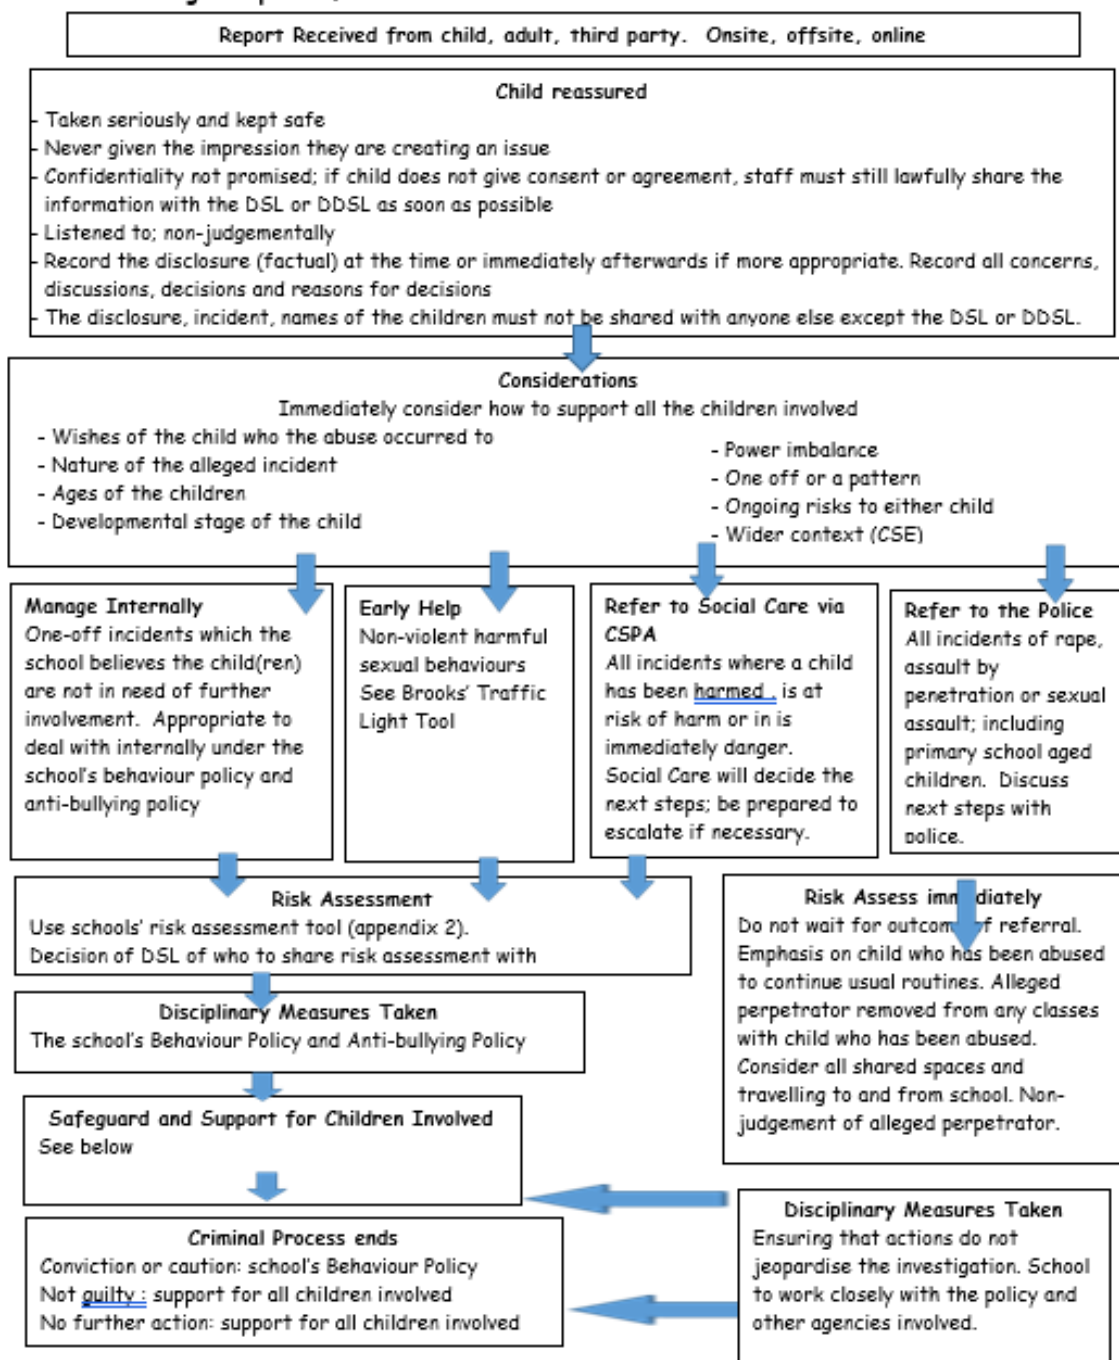 Report Received from child, adult, third party. Onsite, offsite, online
Child reassured
- Taken seriously and kept safe
- Never given the impression they are creating an issue
- Confidentiality not promised; if child does not give consent or agreement, staff must still lawfully share the
information with the DSL or DDSL as soon as possible
- Listened to; non-judgementally
- Record the disclosure (factual) at the time or immediately afterwards if more appropriate. Record all concerns,
discussions, decisions and reasons for decisions
- The disclosure, incident, names of the children must not be shared with anyone else except the DSL or DDSL.
Considerations
Immediately consider how to support all the children involved
- Wishes of the child who the abuse occurred to
- Nature of the alleged incident
- Ages of the children
- Developmental stage of the child
- Power imbalance
- One off or a pattern
- Ongoing risks to either child
- Wider context (CSE)
Manage Internally
One-off incidents which the
school believes the child(ren)
are not in need of further
involvement. Appropriate to
deal with internally under the
school's behaviour policy and
anti-bullying policy
Early Help
Non-violent harmful
sexual behaviours
See Brooks' Traffic
Light Tool
Refer to Social Care via
CSPA
All incidents where a child
has been harmed , is at
risk of harm or in is
immediately danger.
Social Care will decide the
next steps; be prepared to
escalate if necessary.
Refer to the Police
All incidents of rape,
assault by
penetration or sexual
assault; including
primary school aged
children. Discuss
next steps with
police.
Risk Assessment
Use schools' risk assessment tool (appendix 2).
Decision of DSL of who to share risk assessment with
Risk Assess immediately
Do not wait for outcome of referral.
Emphasis on child who has been abused
to continue usual routines. Alleged
perpetrator removed from any classes
with child who has been abused.
Consider all shared spaces and
travelling to and from school. Non-
judgement of alleged perpetrator.
Disciplinary Measures Taken
The school's Behaviour Policy and Anti-bullying Policy
Safeguard and Support for Children Involved
See below
Criminal Process ends
Conviction or caution: school's Behaviour Policy
Not guilty : support for all children involved
No further action: support for all children involved
Disciplinary Measures Taken
Ensuring that actions do not
jeopardise the investigation. School
to work closely with the policy and
other agencies involved.